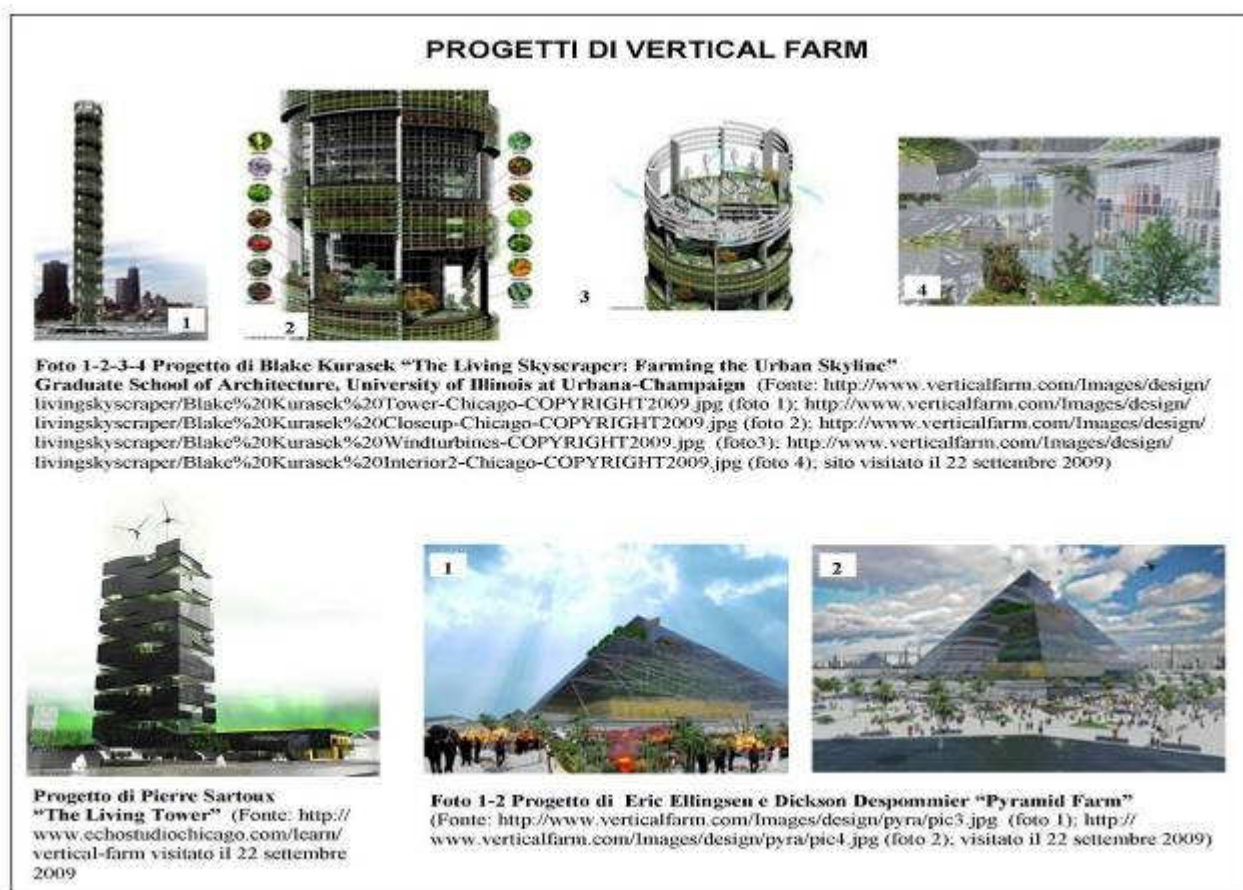 PROGETTI DI VERTICAL FARM
1
2
3
4
Foto 1-2-3-4 Progetto di Blake Kurasek “The Living Skyscraper: Farming the Urban Skyline”
Graduate School of Architecture, University of Illinois at Urbana-Champaign (Fonte: http://www.verticalfarm.com/Images/design/
livingskyscraper/Blake%20Kurasek%20Tower-Chicago-COPYRIGHT2009.jpg (foto 1); http://www.verticalfarm.com/Images/design/
livingskyscraper/Blake%20Kurasek%20Closeup-Chicago-COPYRIGHT2009.jpg (foto 2); http://www.verticalfarm.com/Images/design/
livingskyscraper/Blake%20Kurasek%20Windturbines-COPYRIGHT2009.jpg (foto3); http://www.verticalfarm.com/Images/design/
livingskyscraper/Blake%20Kurasek%20Interior2-Chicago-COPYRIGHT2009.jpg (foto 4); sito visitato il 22 settembre 2009)
Progetto di Pierre Sartoux
“The Living Tower” (Fonte: http://
www.echostudiochicago.com/learn/
vertical-farm visitato il 22 settembre
2009
1
2
Foto 1-2 Progetto di Eric Ellingsen e Dickson Despommier “Pyramid Farm”
(Fonte: http://www.verticalfarm.com/Images/design/pyra/pic3.jpg (foto 1); http://
www.verticalfarm.com/Images/design/pyra/pic4.jpg (foto 2); visitato il 22 settembre 2009)